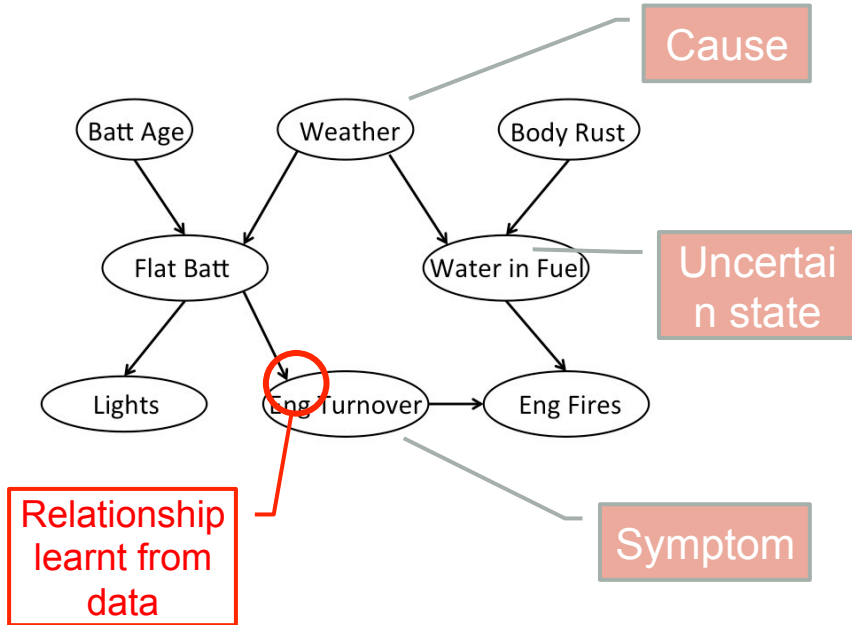 Cause
Batt Age
Weather
Body Rust
Flat Batt
Water in Fuel
Uncertai
n state
Lights
Eng Turnover
Eng Fires
Relationship
learnt from
data
Symptom